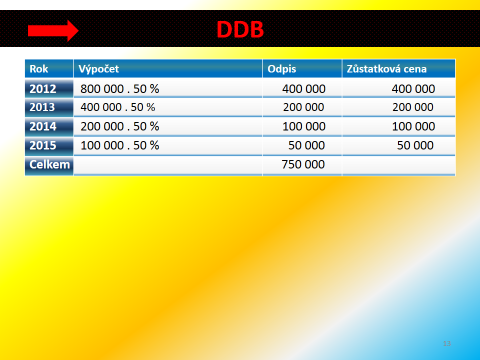 DDB
Rok Výpočet Odpis Zůstatková cena
2012 800 000 . 50 % 400 000 400 000
2013 400 000 . 50 % 200 000 200 000
2014 200 000 . 50 % 100 000 100 000
2015 100 000 . 50 % 50 000 50 000
Celkem 750 000